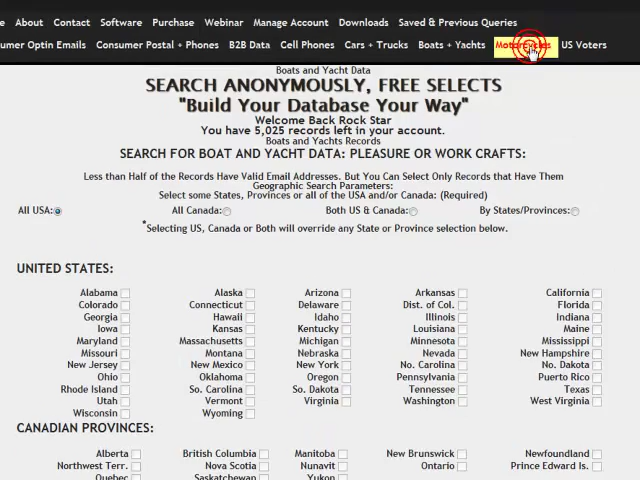 About Contact Software Purchase Webinar Manage Account Downloads Saved & Previous Queries
umer Optin Emails Consumer Postal + Phones B2B Data Cell Phones Cars + Trucks Boats + Yachts Motorcycles US Voters
Boats and Yacht Data
SEARCH ANONYMOUSLY, FREE SELECTS
"Build Your Database Your Way"
Welcome Back Rock Star
You have 5,025 records left in your account.
Boats and Yachts Records
SEARCH FOR BOAT AND YACHT DATA: PLEASURE OR WORK CRAFTS:
Less than Half of the Records Have Valid Email Addresses. But You Can Select Only Records that Have Them
Geographic Search Parameters:
Select some States, Provinces or all of the USA and/or Canada: (Required)
All USA: All Canada: Both US & Canada: By States/Provinces:
*Selecting US, Canada or Both will override any State or Province selection below.
UNITED STATES:
Alabama Alaska Arizona Arkansas California
Colorado Connecticut Delaware Dist. of Col. Florida
Georgia Hawaii Idaho Illinois Indiana
Iowa Kansas Kentucky Louisiana Maine
Maryland Massachusetts Michigan Minnesota Mississippi
Missouri Montana Nebraska Nevada New Hampshire
New Jersey New Mexico New York No. Carolina No. Dakota
Ohio Oklahoma Oregon Pennsylvania Puerto Rico
Rhode Island So. Carolina So. Dakota Tennessee Texas
Utah Vermont Virginia Washington West Virginia
Wisconsin Wyoming
CANADIAN PROVINCES:
Alberta British Columbia Manitoba New Brunswick Newfoundland
Northwest Terr. Nova Scotia Nunavit Ontario Prince Edward Is.
Quebec Saskatchewan Yukon